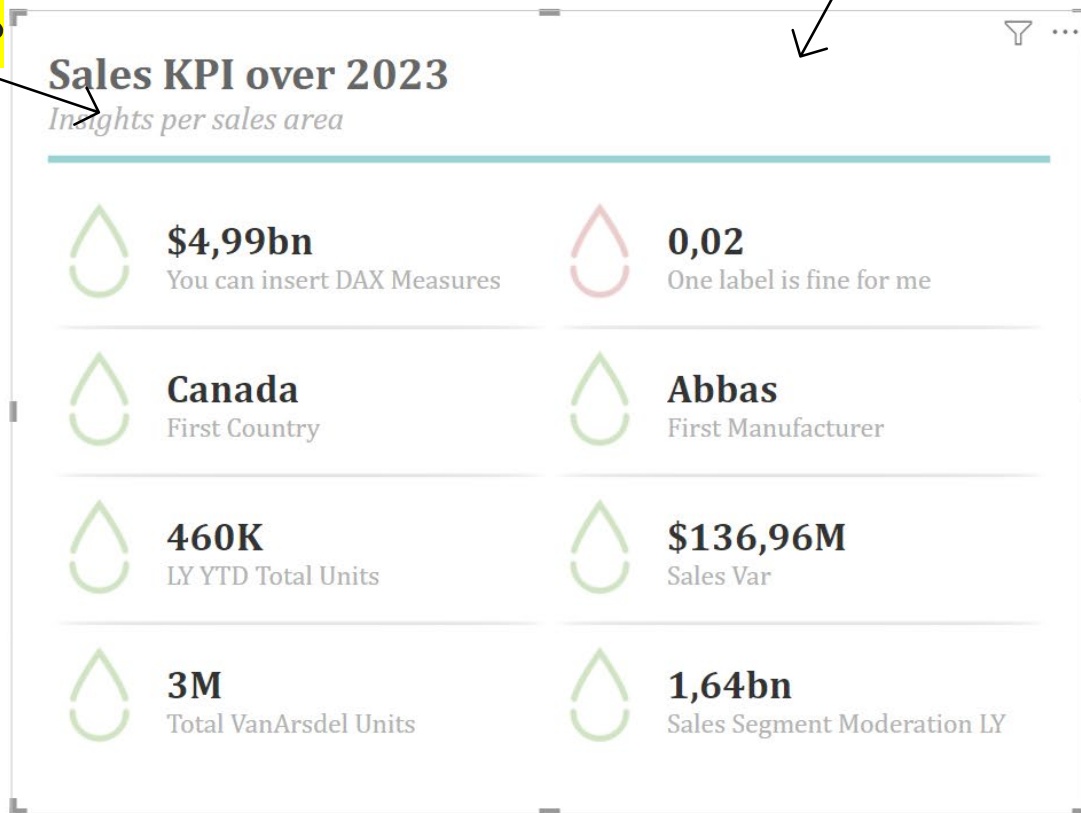 Sales KPI over 2023
Insights per sales area
$4,99bn
You can insert DAX Measures
0,02
One label is fine for me
Canada
First Country
Abbas
First Manufacturer
460K
LY YTD Total Units
$136,96M
Sales Var
3M
Total VanArsdel Units
1,64bn
Sales Segment Moderation LY